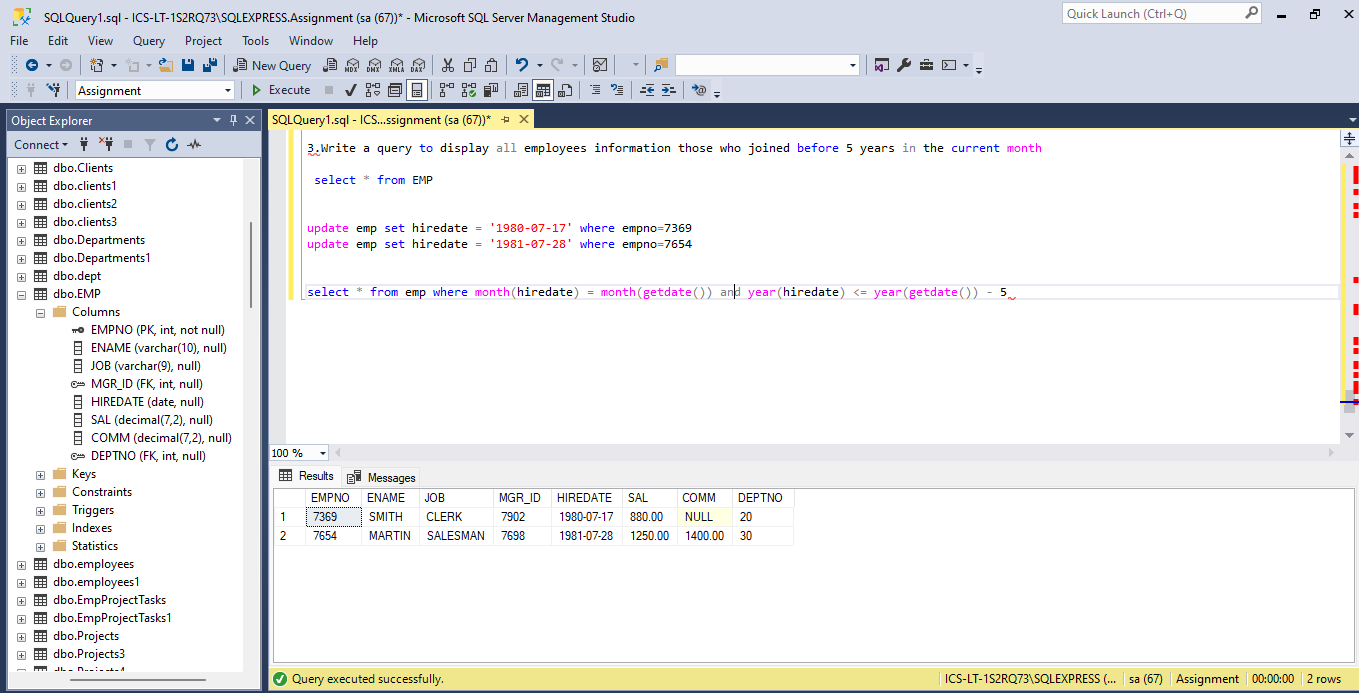 SQLQuery1.sql - ICS-LT-1S2RQ73\SQLEXPRESS.Assignment (sa (67))* - Microsoft SQL Server Management Studio
Quick Launch (Ctrl+Q)
File Edit View Query Project Tools Window Help
New Query MDX DMX XMLA DAX
Assignment Execute
Object Explorer
Connect
dbo.Clients
dbo.clients1
dbo.clients2
dbo.clients3
dbo.Departments
dbo.Departments1
dbo.dept
dbo.EMP
Columns
EMPNO (PK, int, not null)
ENAME (varchar(10), null)
JOB (varchar(9), null)
MGR_ID (FK, int, null)
HIREDATE (date, null)
SAL (decimal(7,2), null)
COMM (decimal(7,2), null)
DEPTNO (FK, int, null)
Keys
Constraints
Triggers
Indexes
Statistics
dbo.employees
dbo.employees1
dbo.EmpProjectTasks
dbo.EmpProjectTasks1
dbo.Projects
dbo.Projects3
SQLQuery1.sql - ICS...ssignment (sa (67))*
3.Write a query to display all employees information those who joined before 5 years in the current month
select * from EMP
update emp set hiredate = '1980-07-17' where empno=7369
update emp set hiredate = '1981-07-28' where empno=7654
select * from emp where month(hiredate) = month(getdate()) and year(hiredate) <= year(getdate()) - 5
100 %
Results Messages
EMPNO ENAME JOB MGR_ID HIREDATE SAL COMM DEPTNO
1 7369 SMITH CLERK 7902 1980-07-17 880.00 NULL 20
2 7654 MARTIN SALESMAN 7698 1981-07-28 1250.00 1400.00 30
Query executed successfully. ICS-LT-1S2RQ73\SQLEXPRESS (... sa (67) Assignment 00:00:00 2 rows